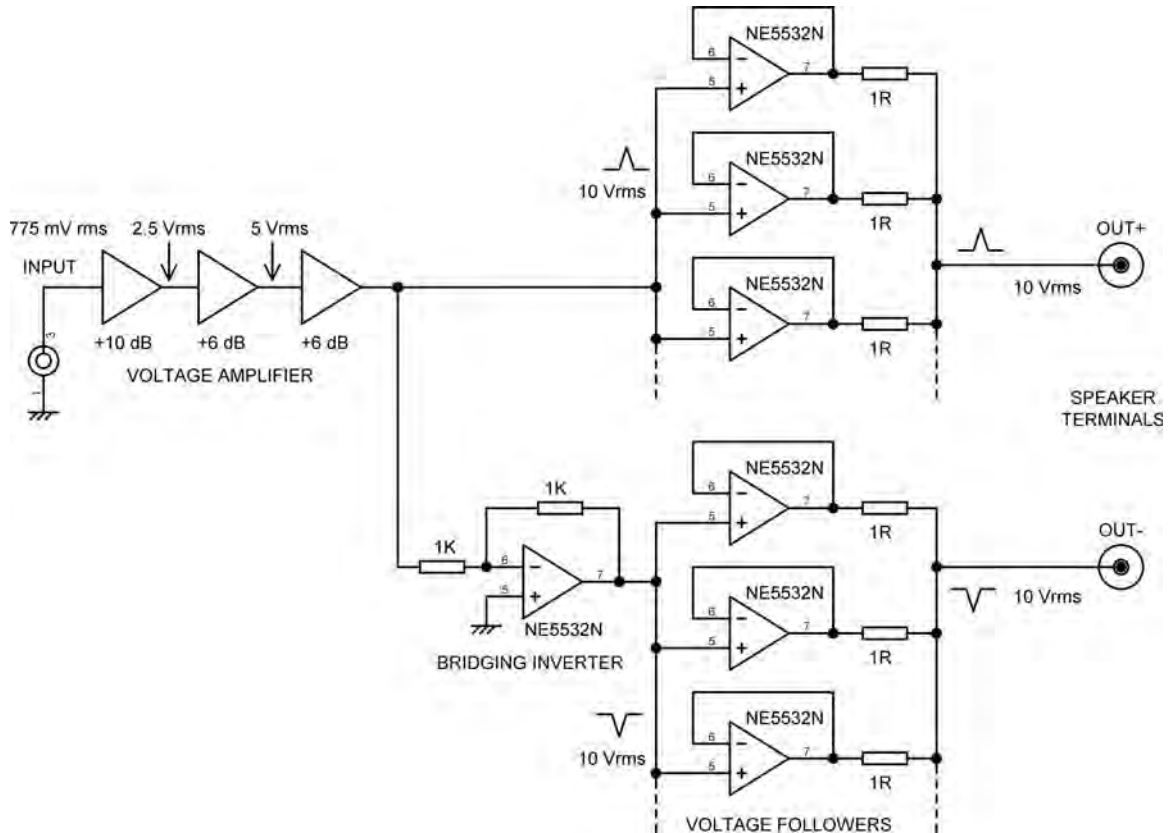 NE5532N
6
5
7
1R
NE5532N
6
5
7
1R
10 Vrms
775 mV rms
2.5 Vrms
5 Vrms
INPUT
+10 dB
+6 dB
+6 dB
VOLTAGE AMPLIFIER
3
1
NE5532N
6
5
7
1R
OUT+
10 Vrms
SPEAKER
TERMINALS
NE5532N
6
5
7
1R
1K
1K
6
5
7
NE5532N
BRIDGING INVERTER
OUT-
10 Vrms
NE5532N
6
5
7
1R
NE5532N
6
5
7
1R
10 Vrms
VOLTAGE FOLLOWERS